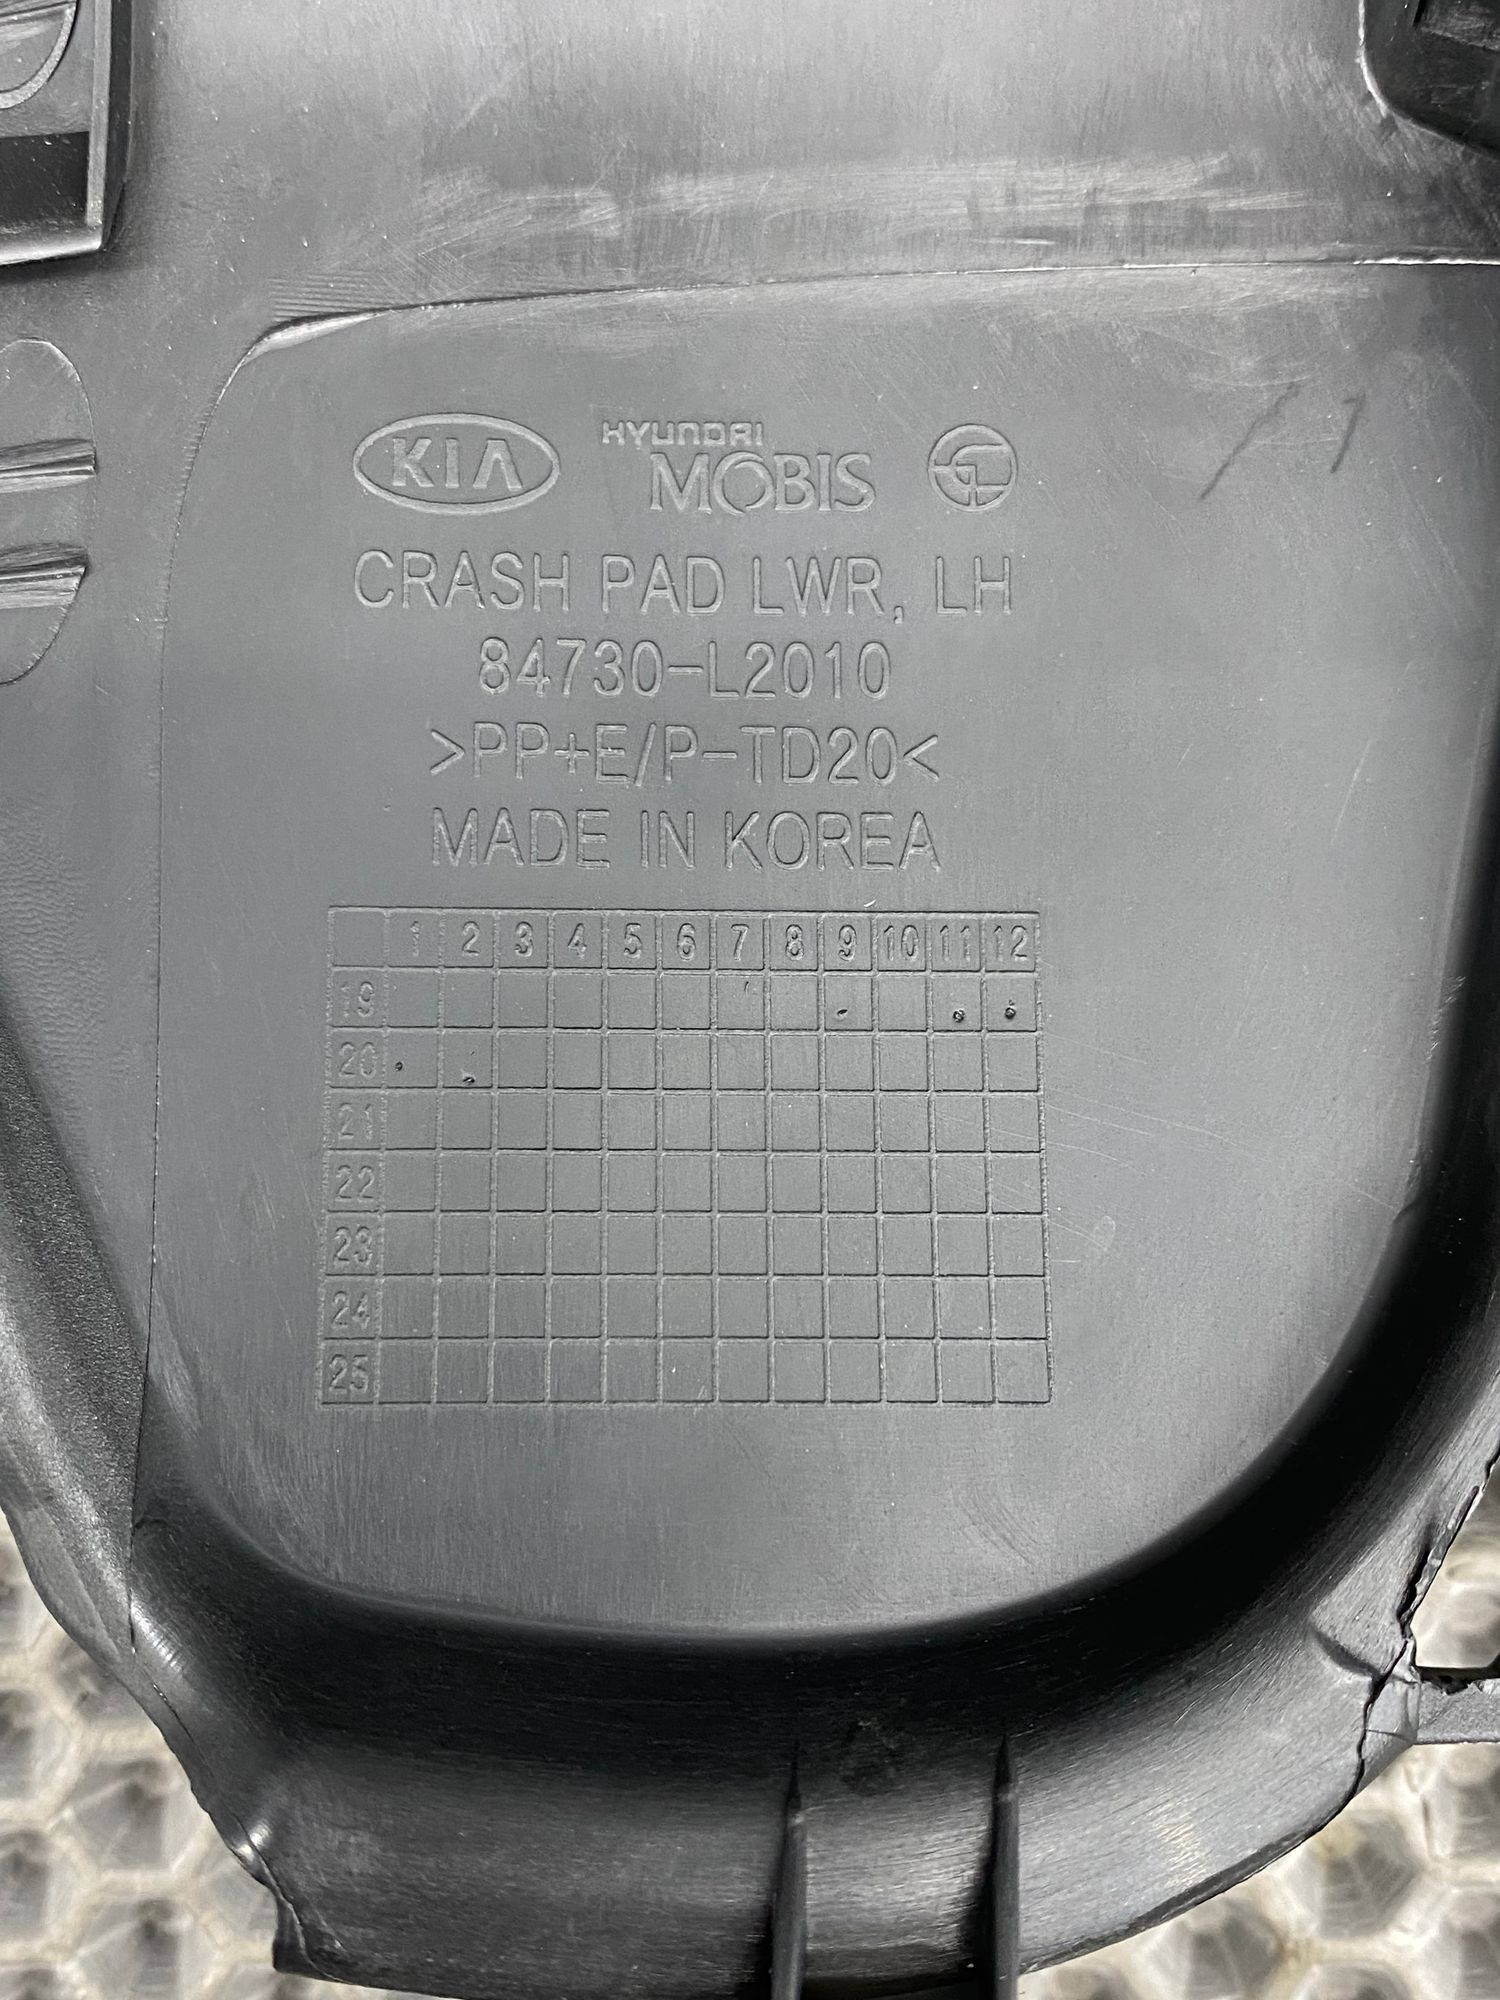 KIA HYUNDAI MOBIS
CRASH PAD LWR, LH
84730-L2010
>PP+E/P-TD20<
MADE IN KOREA
1 2 3 4 5 6 7 8 9 10 11 12
19
20
21
22
23
24
25